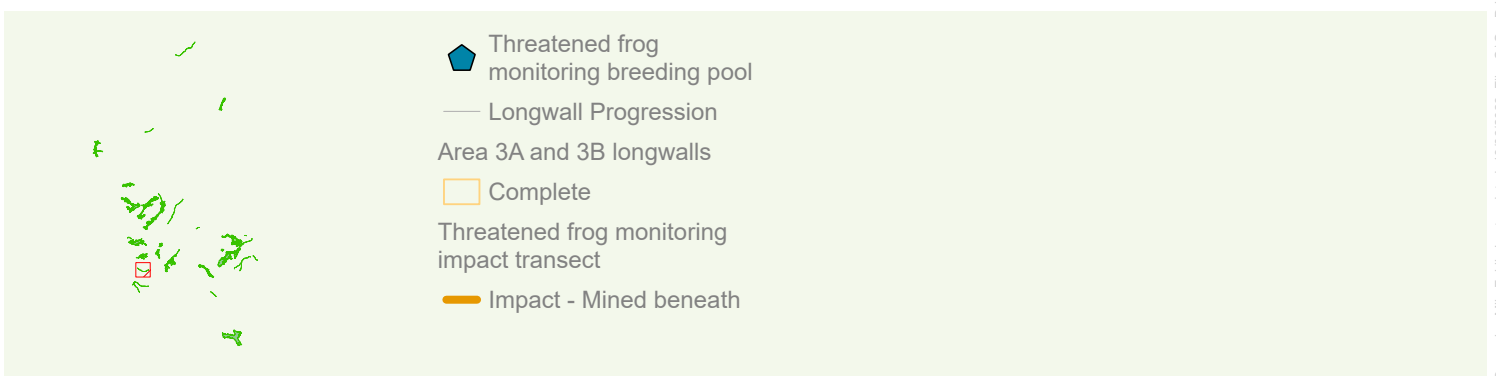 Threatened frog
monitoring breeding pool
Longwall Progression
Area 3A and 3B longwalls
Complete
Threatened frog monitoring
impact transect
Impact - Mined beneath